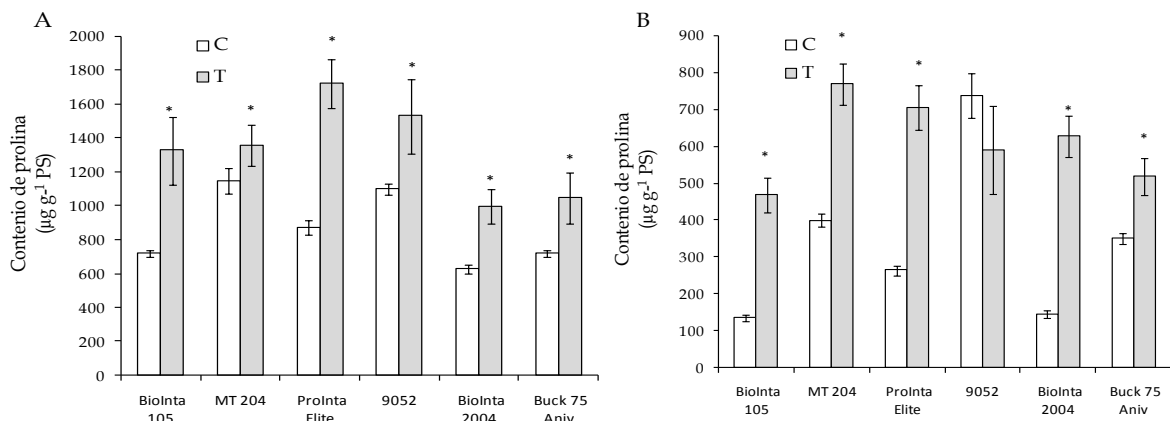 A
Contenio de prolina
(µg g-1 PS)
2000
1800
1600
1400
1200
1000
800
600
400
200
0
C
T
*
*
*
*
*
*
BioInta
105
MT 204
ProInta
Elite
9052
BioInta
2004
Buck 75
Aniv
B
Contenio de prolina
(µg g-1 PS)
900
800
700
600
500
400
300
200
100
0
C
T
*
*
*
*
*
BioInta
105
MT 204
ProInta
Elite
9052
BioInta
2004
Buck 75
Aniv